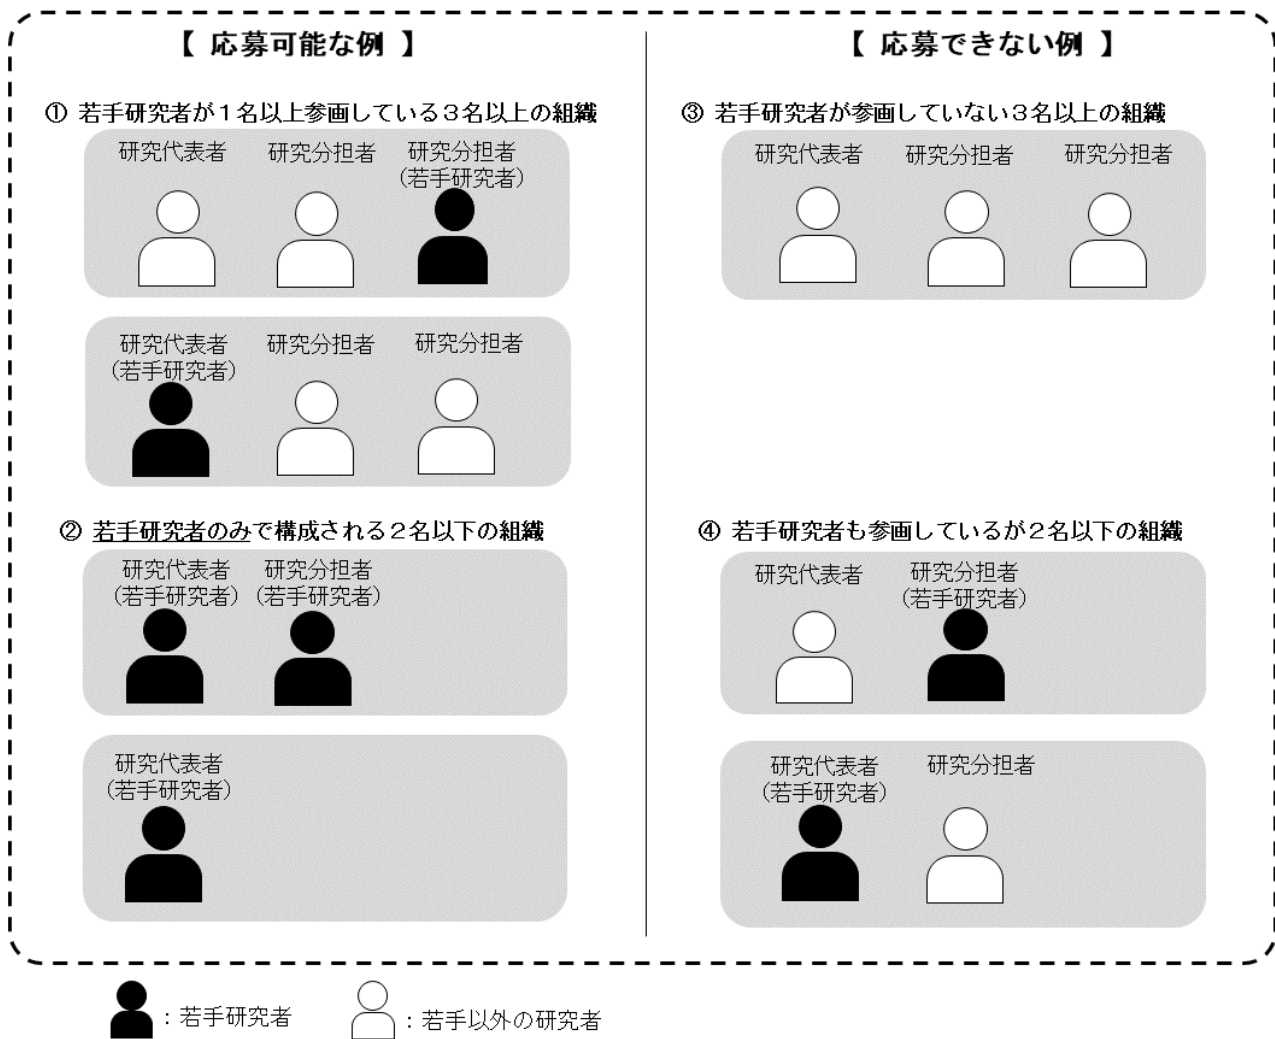 【 応募可能な例 】
① 若手研究者が１名以上参画している３名以上の組織
研究代表者 研究分担者 研究分担者
(若手研究者)
研究代表者 研究分担者 研究分担者
(若手研究者)
② 若手研究者のみで構成される２名以下の組織
研究代表者 研究分担者
(若手研究者) (若手研究者)
研究代表者
(若手研究者)
【 応募できない例 】
③ 若手研究者が参画していない３名以上の組織
研究代表者 研究分担者 研究分担者
④ 若手研究者も参画しているが２名以下の組織
研究代表者 研究分担者
(若手研究者)
研究代表者 研究分担者
(若手研究者)
：若手研究者 ：若手以外の研究者